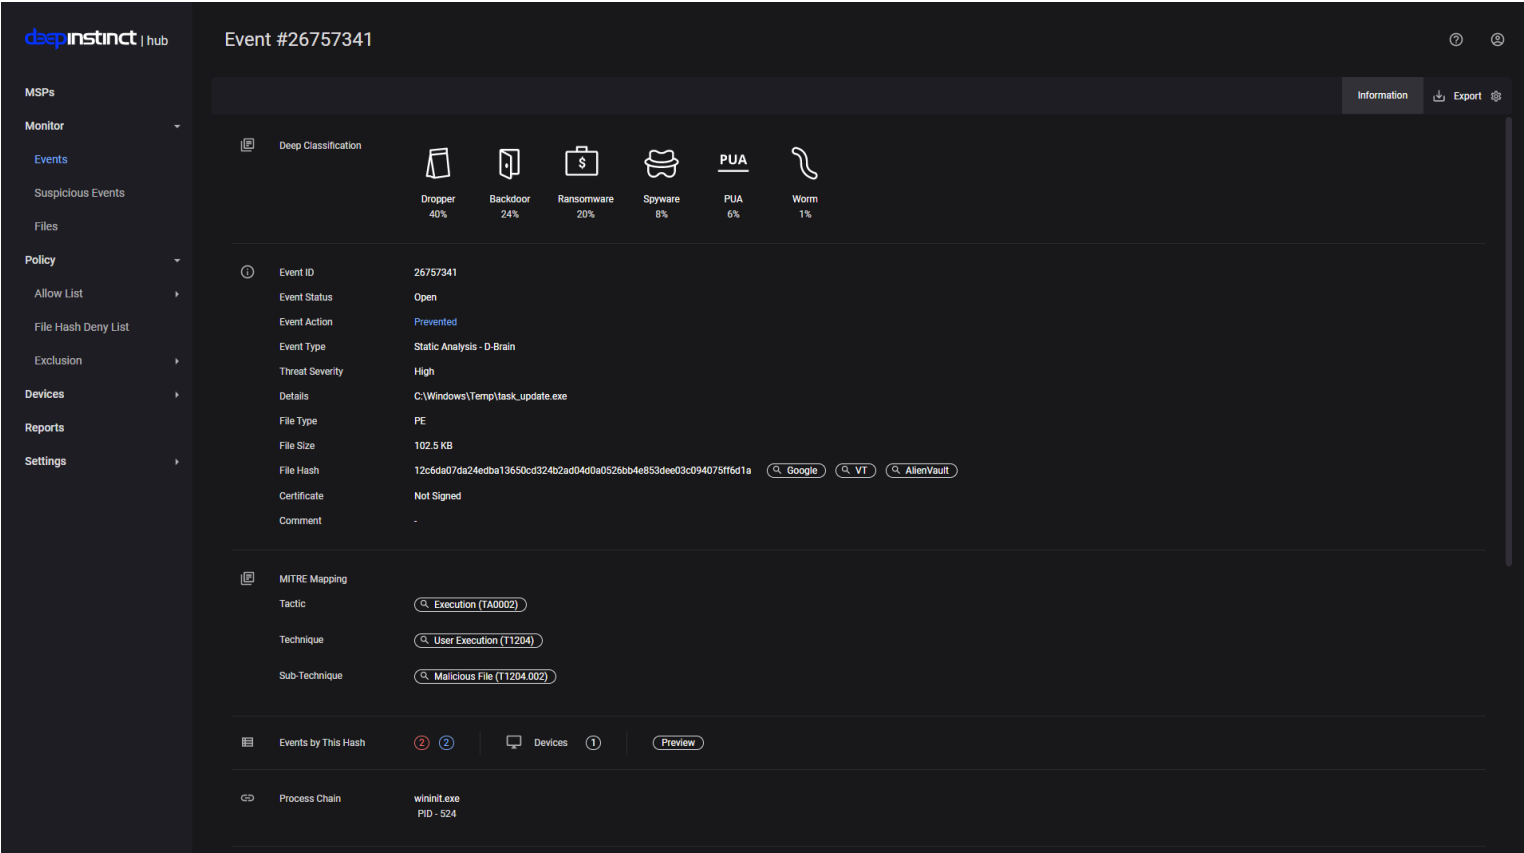 deepinstinct | hub
Event #26757341
MSPs
Monitor
Events
Suspicious Events
Files
Policy
Allow List
File Hash Deny List
Exclusion
Devices
Reports
Settings
Information
Export
Deep Classification
$
PUA
Dropper Backdoor Ransomware Spyware PUA Worm
40% 24% 20% 8% 6% 1%
Event ID 26757341
Event Status Open
Event Action Prevented
Event Type Static Analysis - D-Brain
Threat Severity High
Details C:\Windows\Temp\task_update.exe
File Type PE
File Size 102.5 KB
File Hash 12c6da07da24edba13650cd324b2ad04d0a0526bb4e853dee03c094075ff6d1a Google VT AlienVault
Certificate Not Signed
Comment -
MITRE Mapping
Tactic Execution (TA0002)
Technique User Execution (T1204)
Sub-Technique Malicious File (T1204.002)
Events by This Hash 2 2 Devices 1 Preview
Process Chain wininit.exe
PID - 524